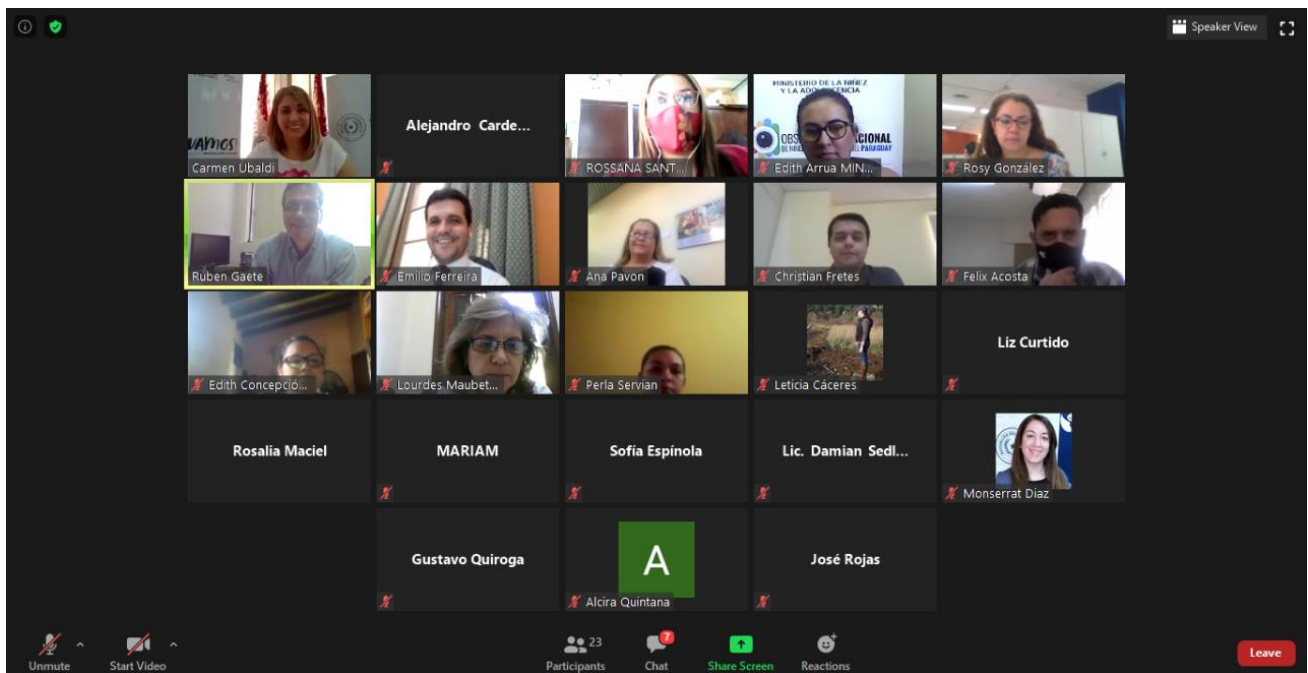 Speaker View
VAMOS
Carmen Ubaldi
Alejandro Carde...
ROSSANA SANT...
MINISTERIO DE LA NIÑEZ
Y LA ADOLESCENCIA
CIONAL
PARAGUAY
Edith Arrua MIN...
Rosy González
Ruben Gaete
Emilio Ferreira
Ana Pavon
Christian Fretes
Felix Acosta
Edith Concepció...
Lourdes Maubet...
Perla Servian
Leticia Cáceres
Liz Curtido
Rosalia Maciel
MARIAM
Sofía Espínola
Lic. Damian Sedl...
Monserrat Diaz
Gustavo Quiroga
A
Alcira Quintana
José Rojas
Unmute
Start Video
23
Participants
7
Chat
Share Screen
Reactions
Leave